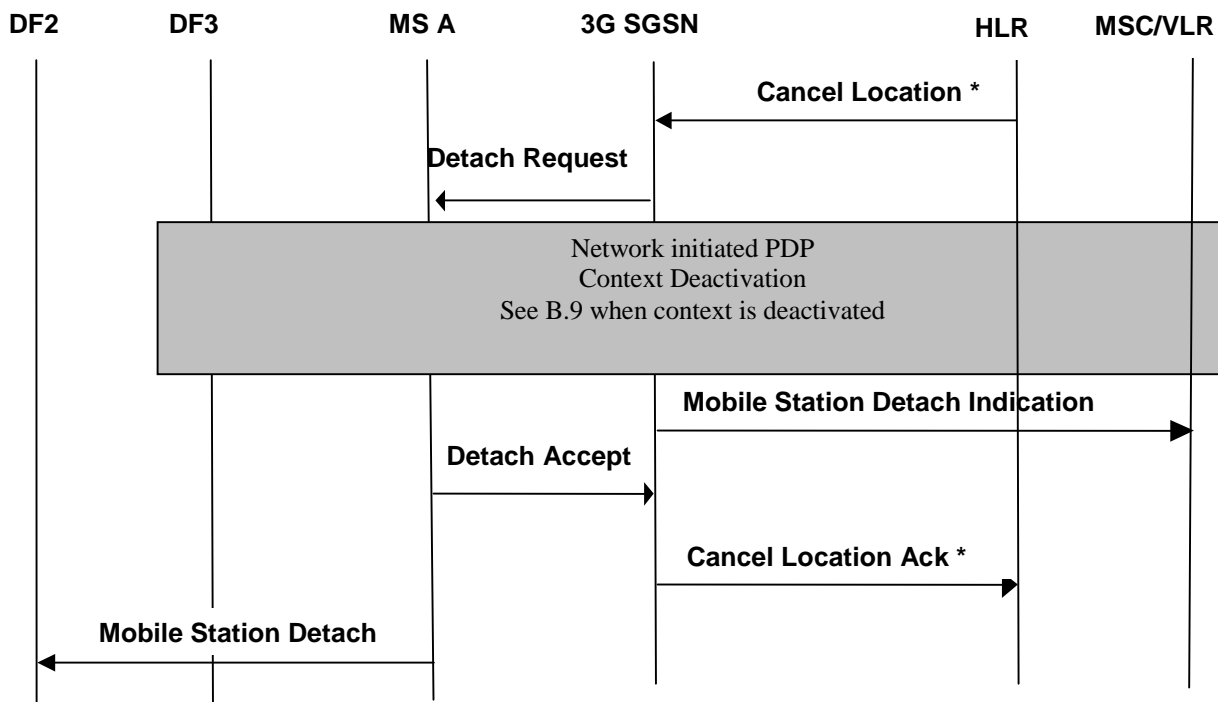 DF2 DF3 MS A 3G SGSN HLR MSC/VLR
Cancel Location *
Detach Request
Network initiated PDP
Context Deactivation
See B.9 when context is deactivated
Mobile Station Detach Indication
Detach Accept
Cancel Location Ack *
Mobile Station Detach